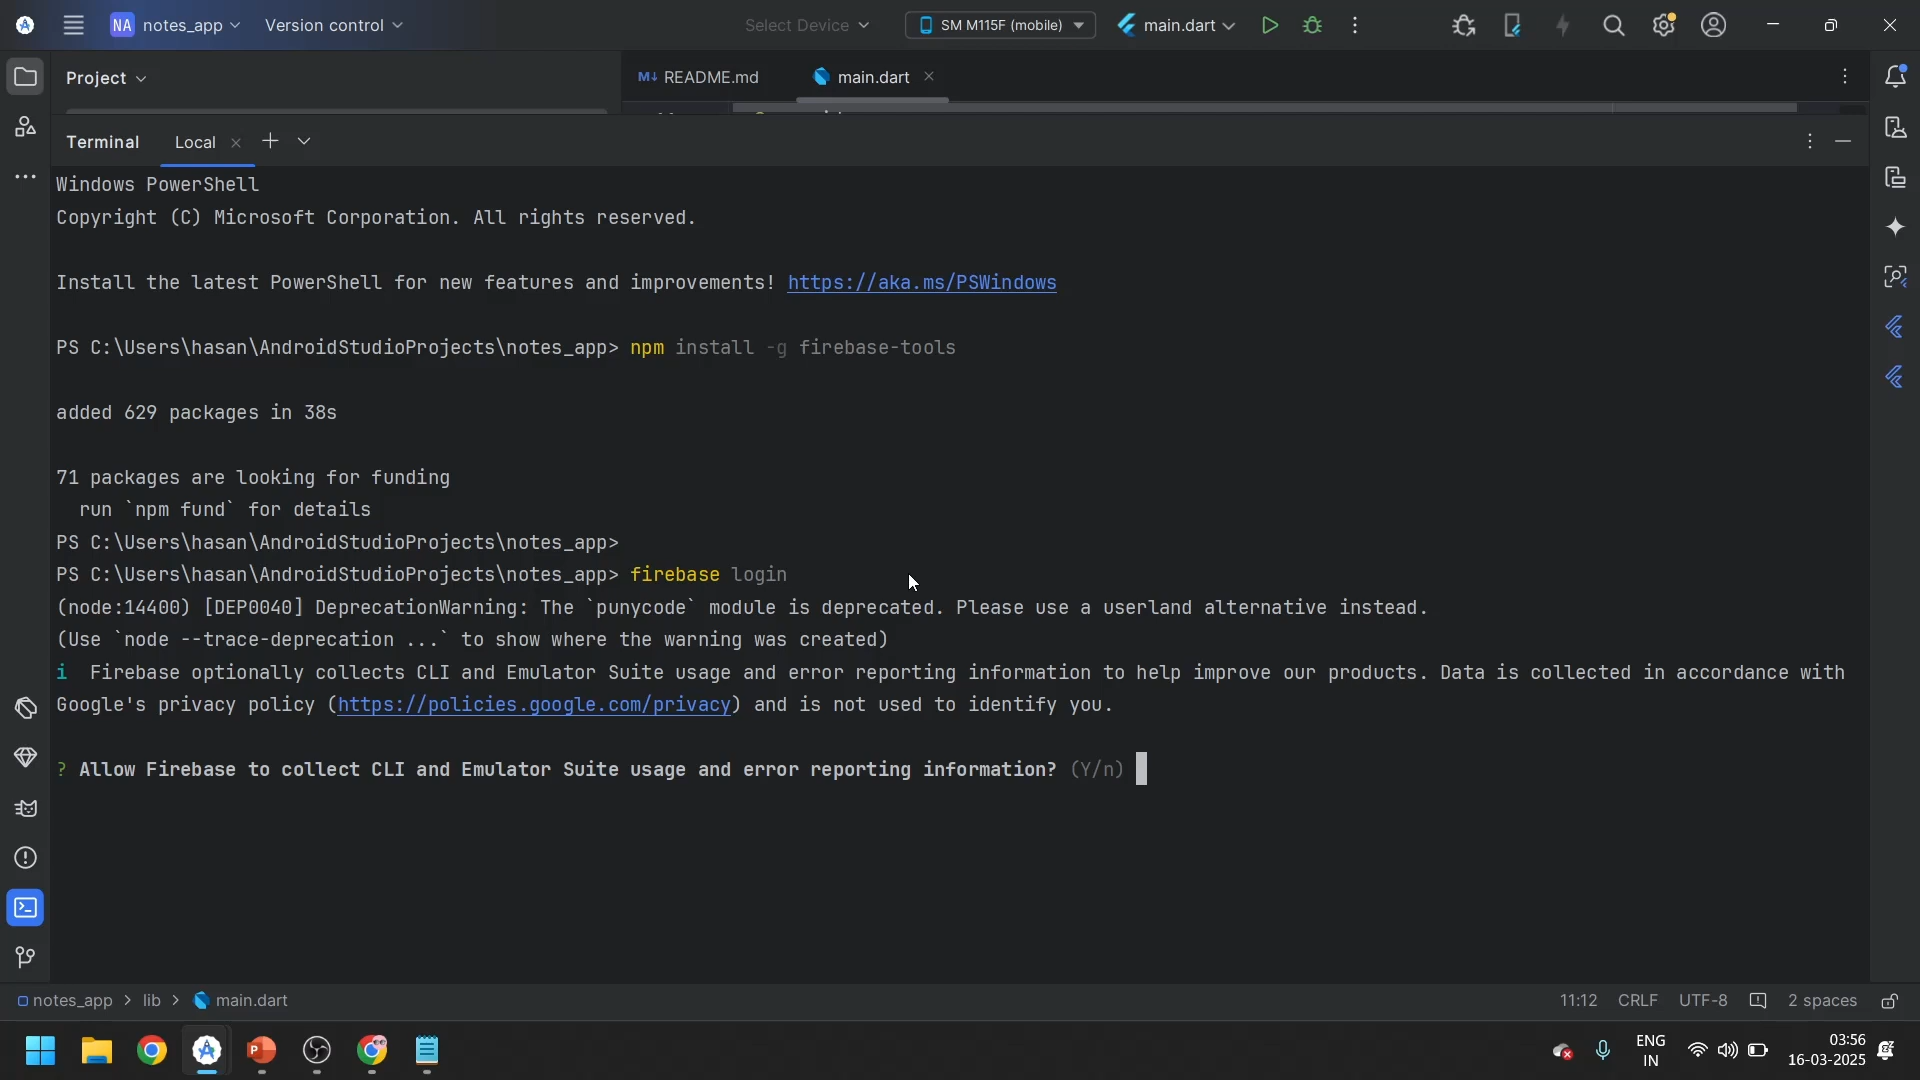 NA notes_app Version control Select Device SM M115F (mobile) main.dart
Project README.md main.dart
Terminal Local
Windows PowerShell
Copyright (C) Microsoft Corporation. All rights reserved.
Install the latest PowerShell for new features and improvements! https://aka.ms/PSWindows
PS C:\Users\hasan\AndroidStudioProjects\notes_app> npm install -g firebase-tools
added 629 packages in 38s
71 packages are looking for funding
run `npm fund` for details
PS C:\Users\hasan\AndroidStudioProjects\notes_app>
PS C:\Users\hasan\AndroidStudioProjects\notes_app> firebase login
(node:14400) [DEP0040] DeprecationWarning: The `punycode` module is deprecated. Please use a userland alternative instead.
(Use `node --trace-deprecation ...` to show where the warning was created)
i Firebase optionally collects CLI and Emulator Suite usage and error reporting information to help improve our products. Data is collected in accordance with
Google's privacy policy (https://policies.google.com/privacy) and is not used to identify you.
? Allow Firebase to collect CLI and Emulator Suite usage and error reporting information? (Y/n)
notes_app > lib > main.dart 11:12 CRLF UTF-8 2 spaces
ENG 03:56
IN 16-03-2025